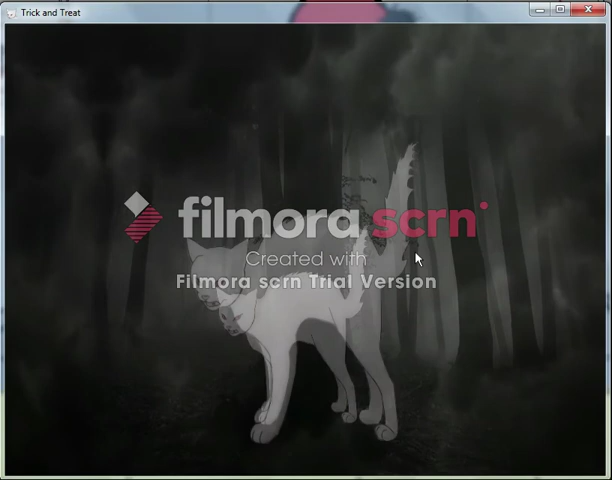 Trick and Treat
filmora scrn
Created with
Filmora scrn Trial Version